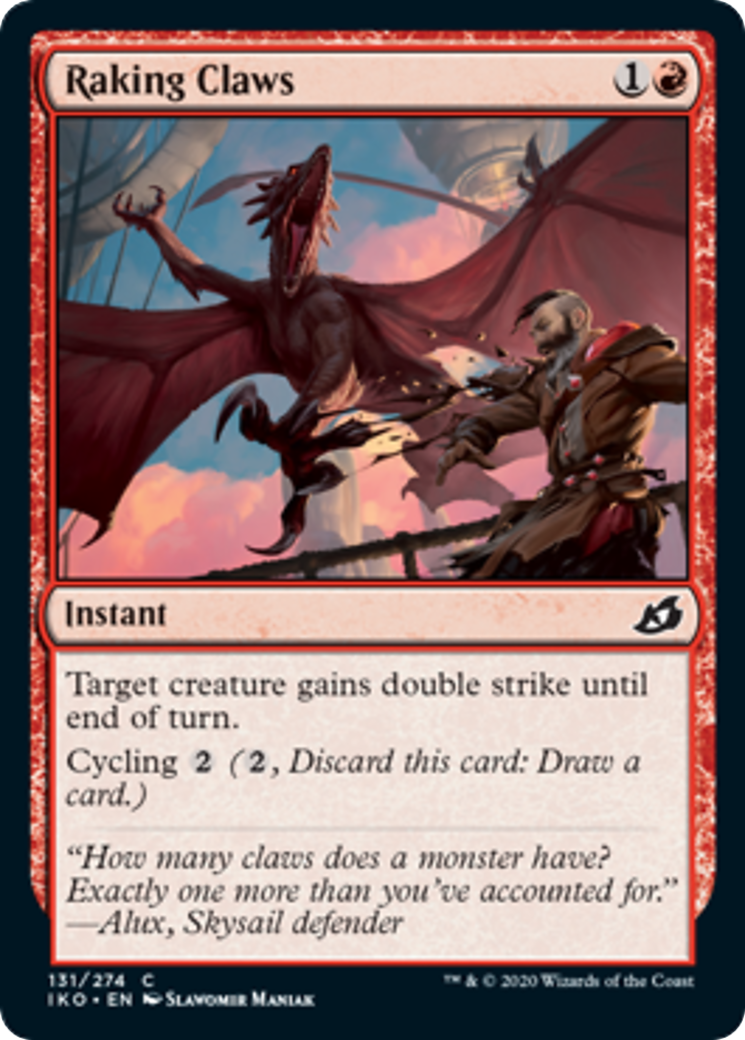 Raking Claws 1
Instant
Target creature gains double strike until
end of turn.
Cycling 2 (2, Discard this card: Draw a
card.)
“How many claws does a monster have?
Exactly one more than you’ve accounted for.”
—Alux, Skysail defender
131/274 C
IKO • EN Slawomir Maniak
™ & © 2020 Wizards of the Coast